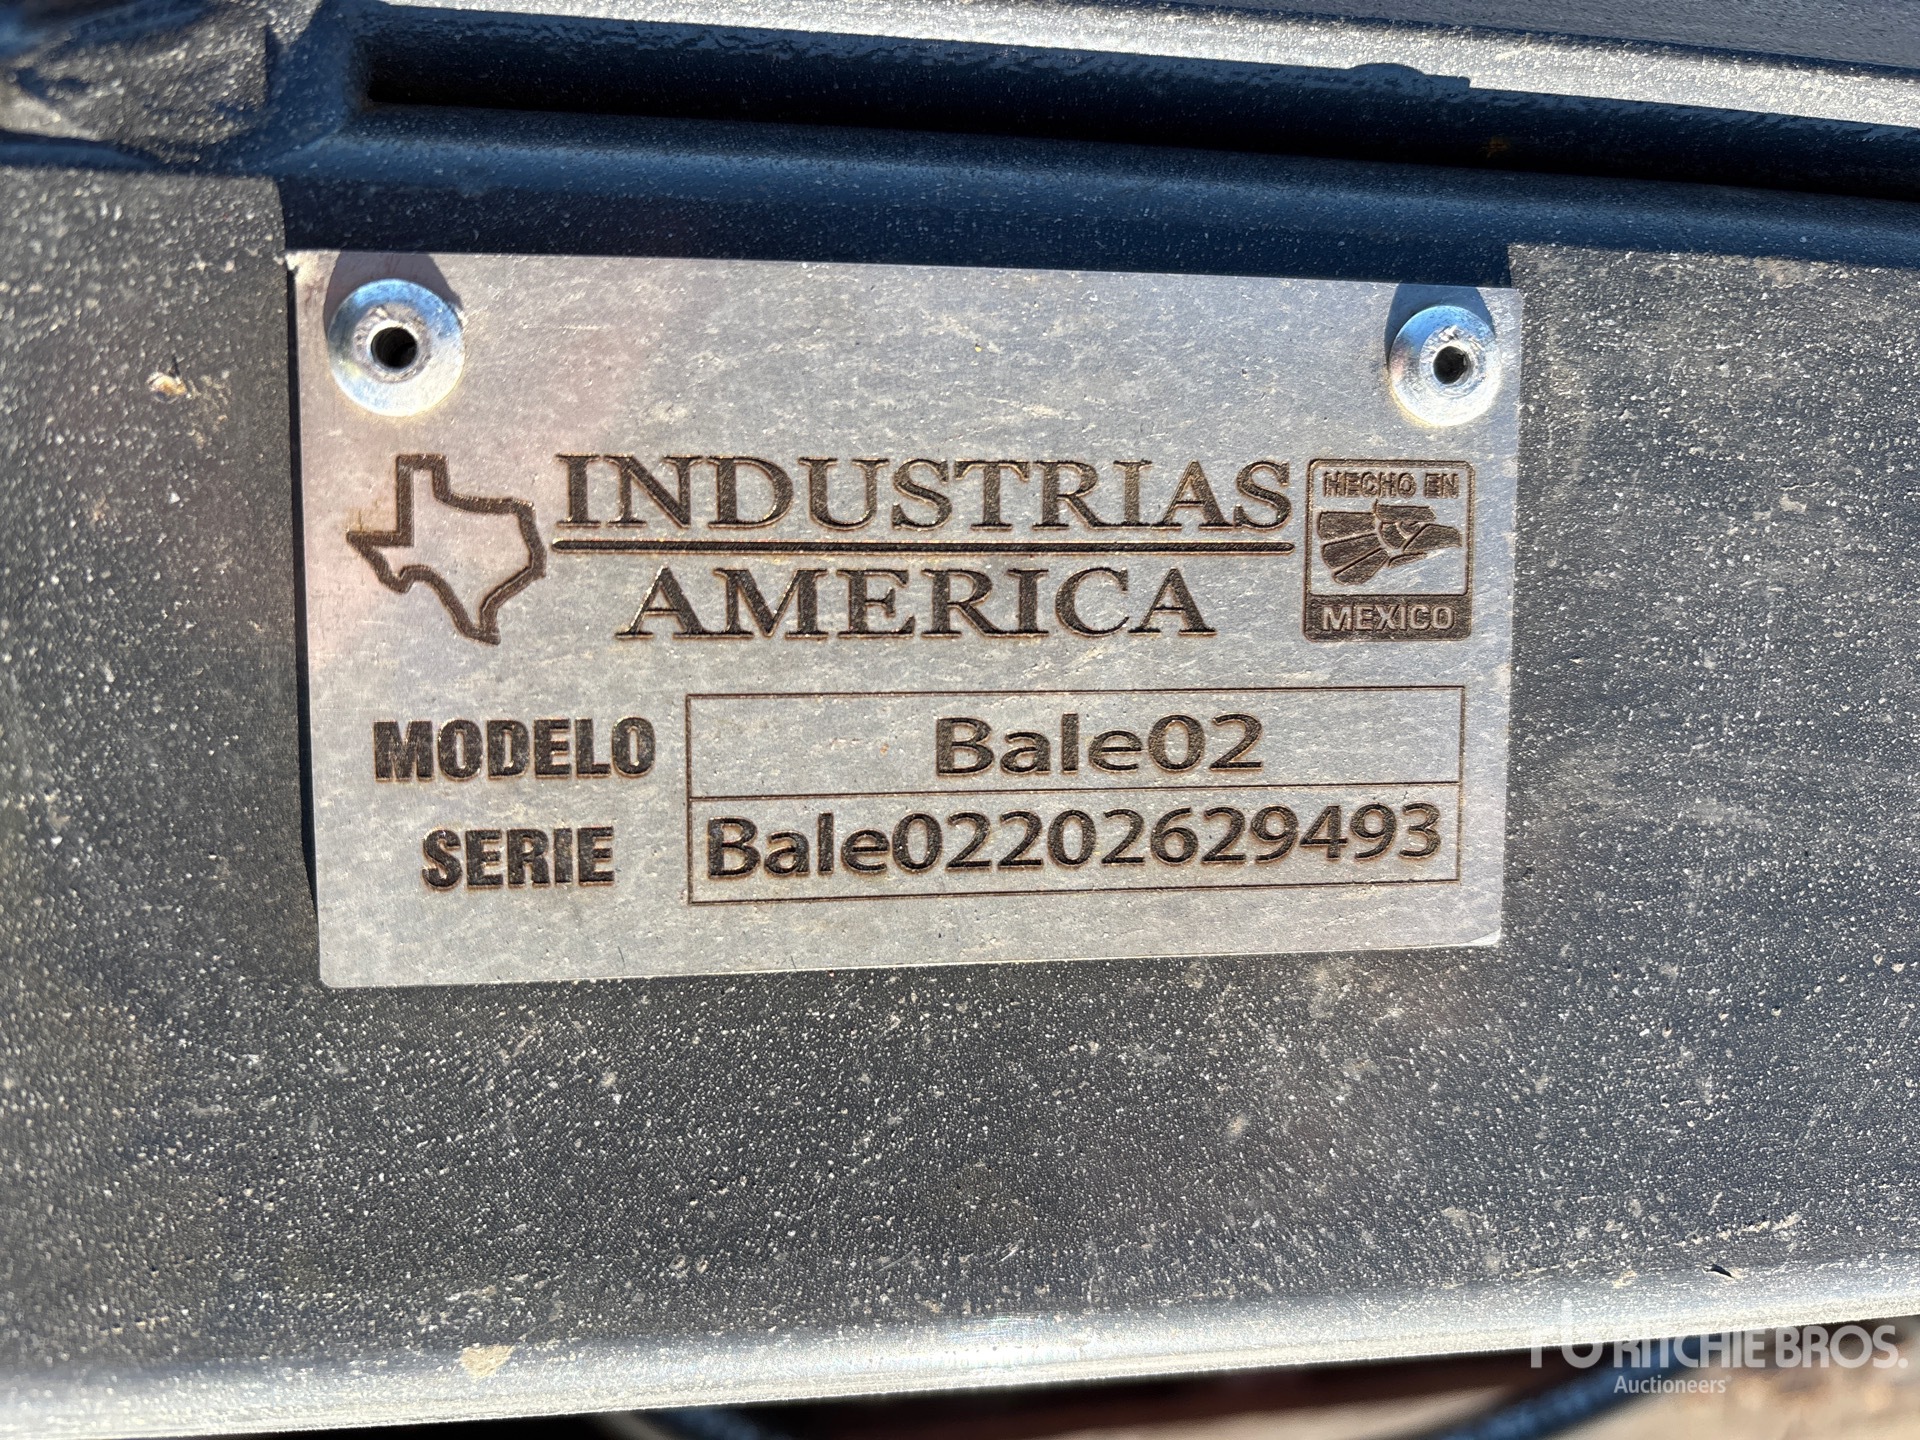 INDUSTRIAS
AMERICA
HECHO EN
MEXICO
MODELO Bale02
SERIE Bale02202629493
RITCHIE BROS.
Auctioneers